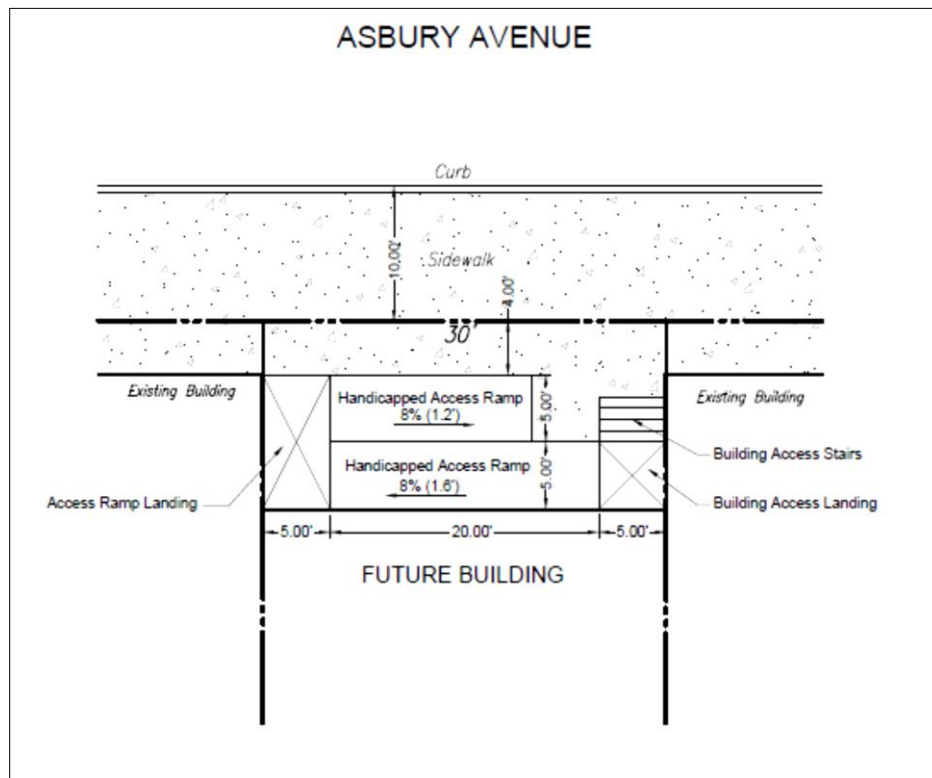 ASBURY AVENUE
Curb
10.00'
Sidewalk
4.00'
30'
Existing Building
Existing Building
Handicapped Access Ramp
8% (1.2')
5.00'
Building Access Stairs
Handicapped Access Ramp
8% (1.6')
5.00'
Access Ramp Landing
Building Access Landing
5.00'
20.00'
5.00'
FUTURE BUILDING